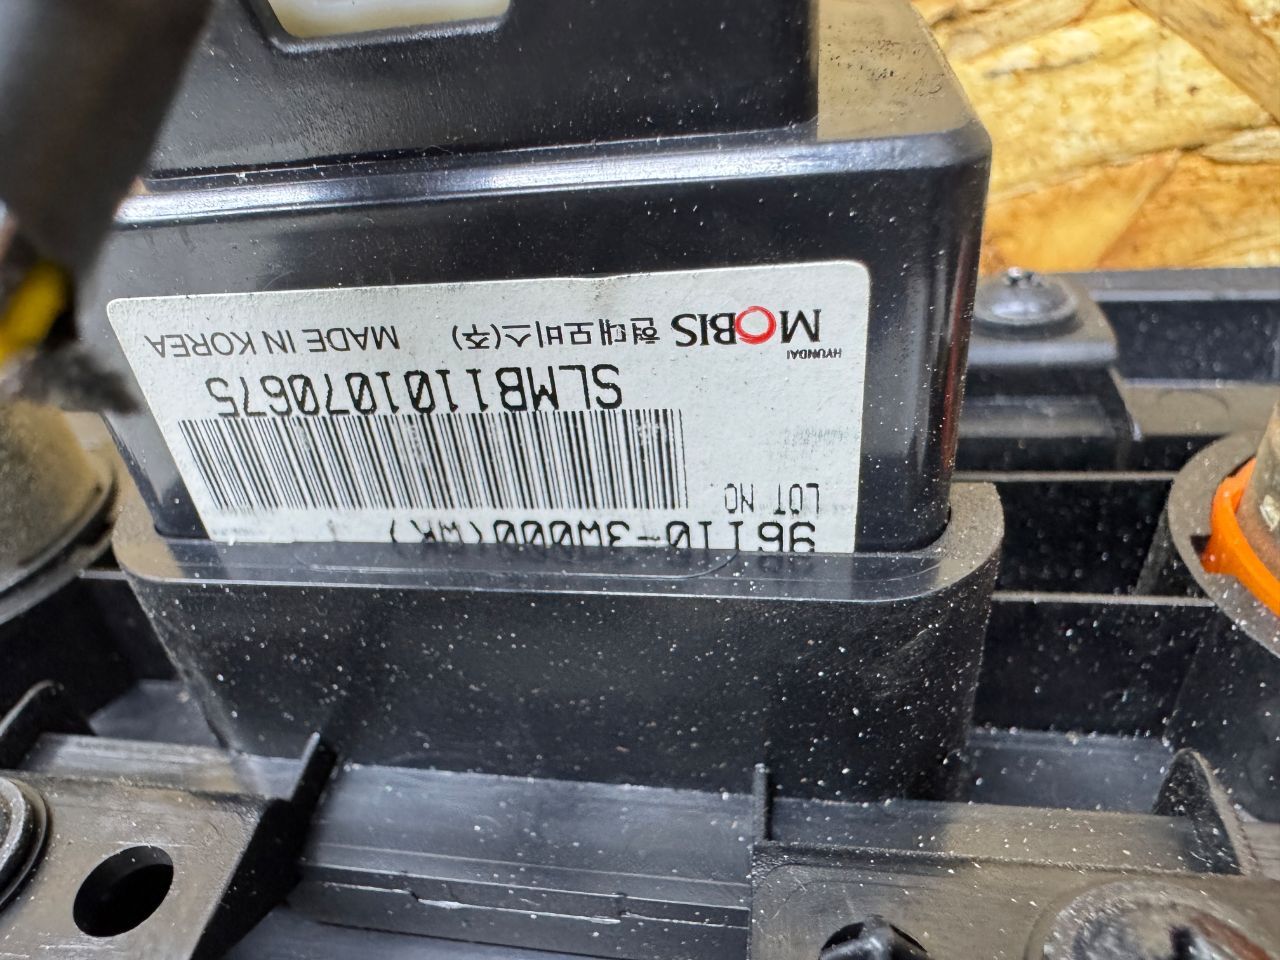 96110-3W000(WK)
LOT NO
SLMB1101070675
HYUNDAI
MOBIS 현대모비스(주) MADE IN KOREA